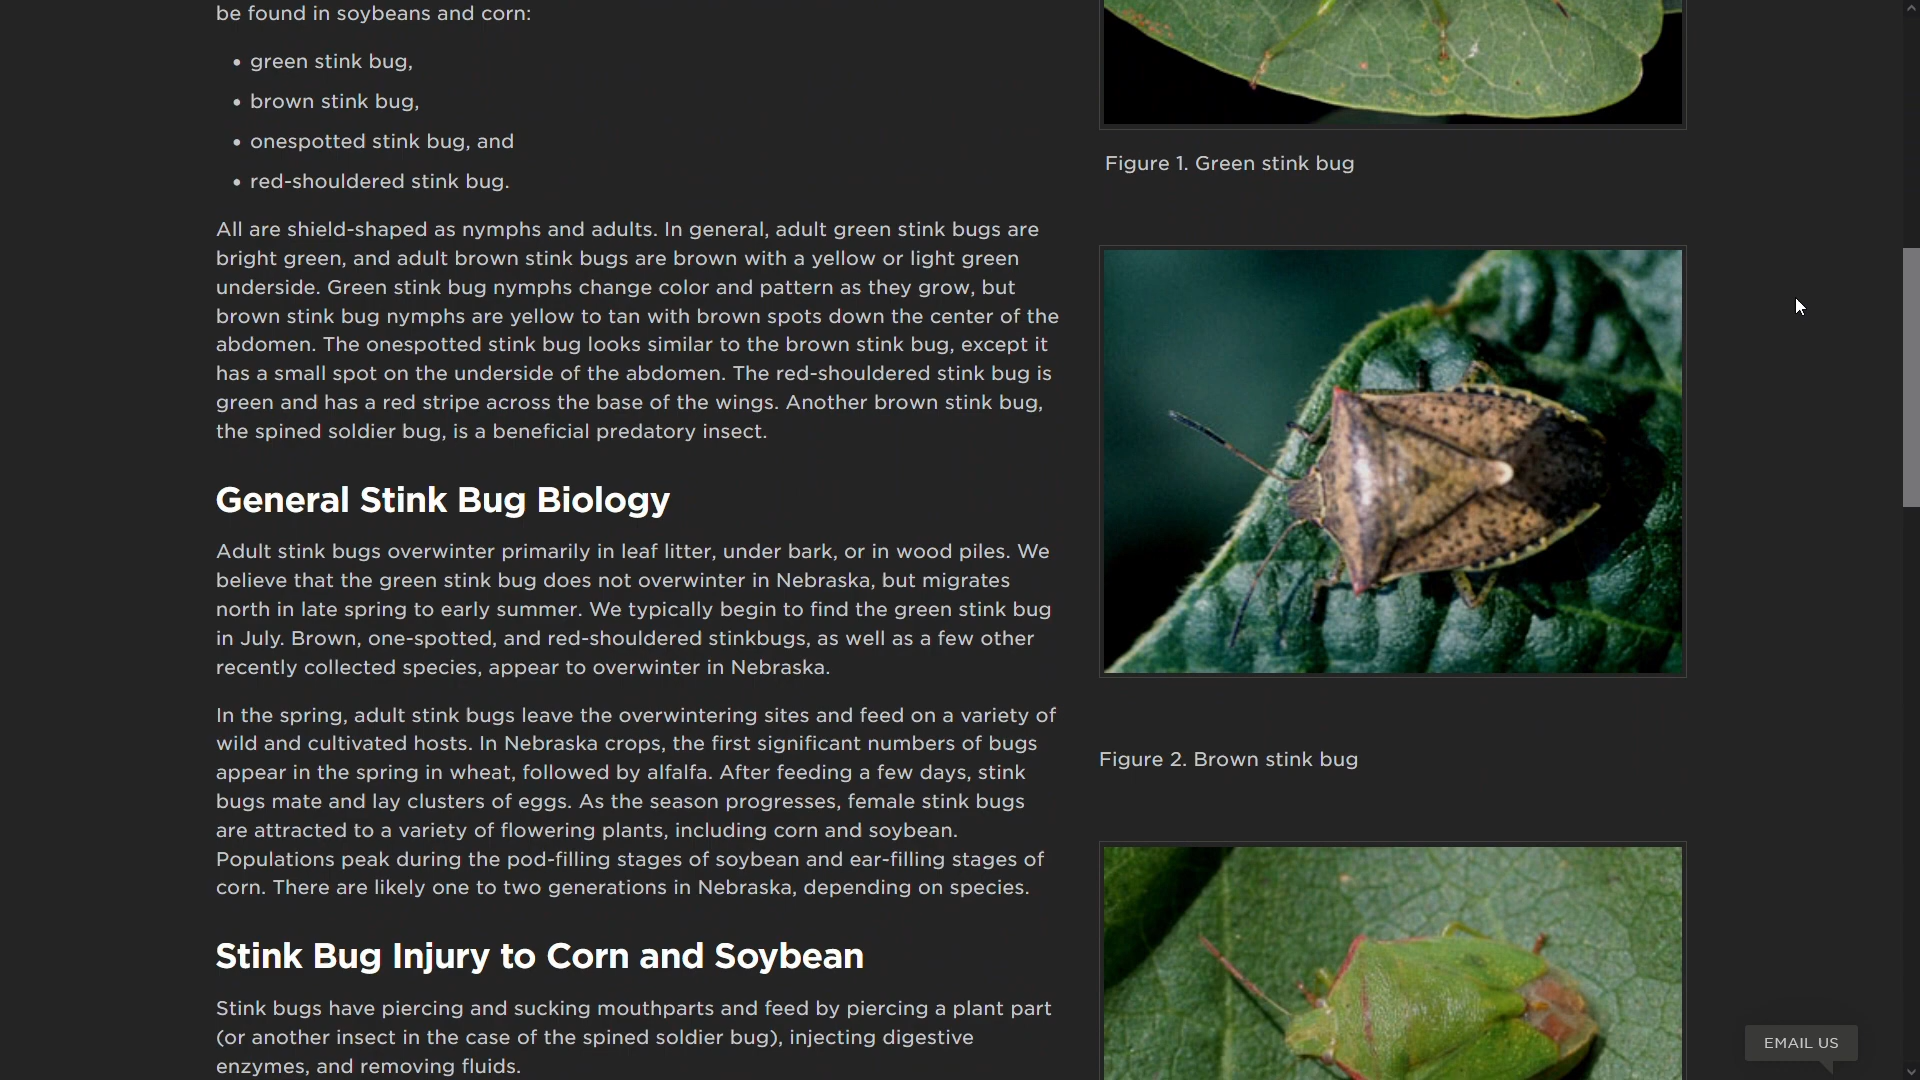 be found in soybeans and corn:
• green stink bug,
• brown stink bug,
• onespotted stink bug, and
• red-shouldered stink bug.
All are shield-shaped as nymphs and adults. In general, adult green stink bugs are
bright green, and adult brown stink bugs are brown with a yellow or light green
underside. Green stink bug nymphs change color and pattern as they grow, but
brown stink bug nymphs are yellow to tan with brown spots down the center of the
abdomen. The onespotted stink bug looks similar to the brown stink bug, except it
has a small spot on the underside of the abdomen. The red-shouldered stink bug is
green and has a red stripe across the base of the wings. Another brown stink bug,
the spined soldier bug, is a beneficial predatory insect.
General Stink Bug Biology
Adult stink bugs overwinter primarily in leaf litter, under bark, or in wood piles. We
believe that the green stink bug does not overwinter in Nebraska, but migrates
north in late spring to early summer. We typically begin to find the green stink bug
in July. Brown, one-spotted, and red-shouldered stinkbugs, as well as a few other
recently collected species, appear to overwinter in Nebraska.
In the spring, adult stink bugs leave the overwintering sites and feed on a variety of
wild and cultivated hosts. In Nebraska crops, the first significant numbers of bugs
appear in the spring in wheat, followed by alfalfa. After feeding a few days, stink
bugs mate and lay clusters of eggs. As the season progresses, female stink bugs
are attracted to a variety of flowering plants, including corn and soybean.
Populations peak during the pod-filling stages of soybean and ear-filling stages of
corn. There are likely one to two generations in Nebraska, depending on species.
Stink Bug Injury to Corn and Soybean
Stink bugs have piercing and sucking mouthparts and feed by piercing a plant part
(or another insect in the case of the spined soldier bug), injecting digestive
enzymes, and removing fluids.
Figure 1. Green stink bug
Figure 2. Brown stink bug
EMAIL US